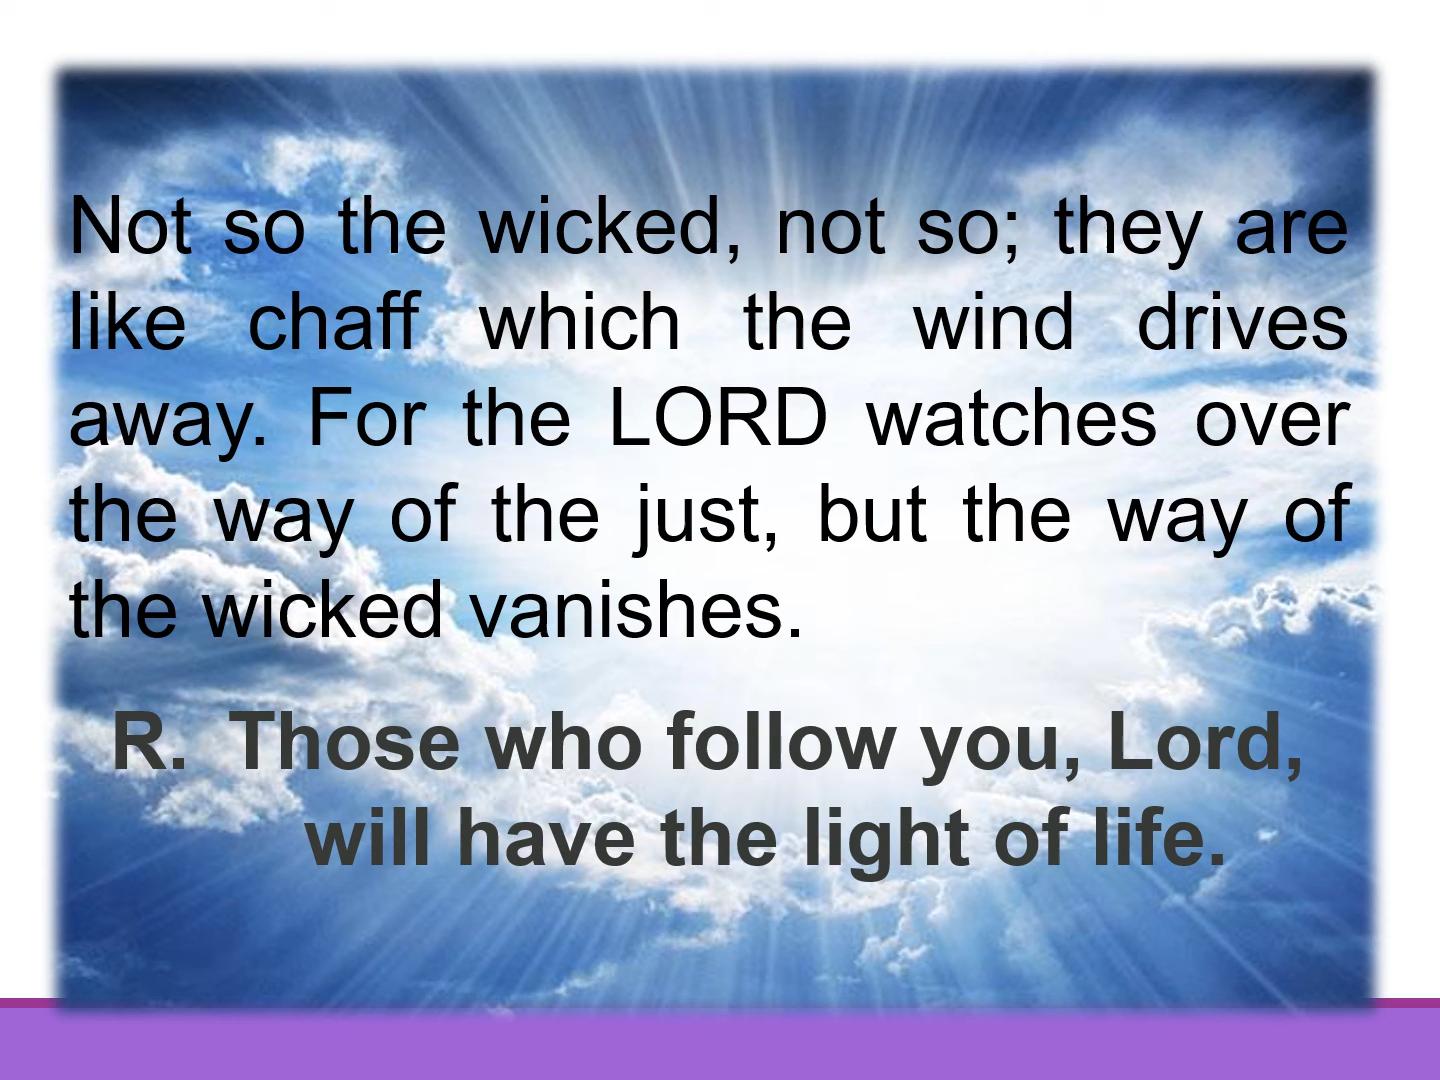 Not so the wicked, not so; they are
like chaff which the wind drives
away. For the LORD watches over
the way of the just, but the way of
the wicked vanishes.
R. Those who follow you, Lord,
will have the light of life.